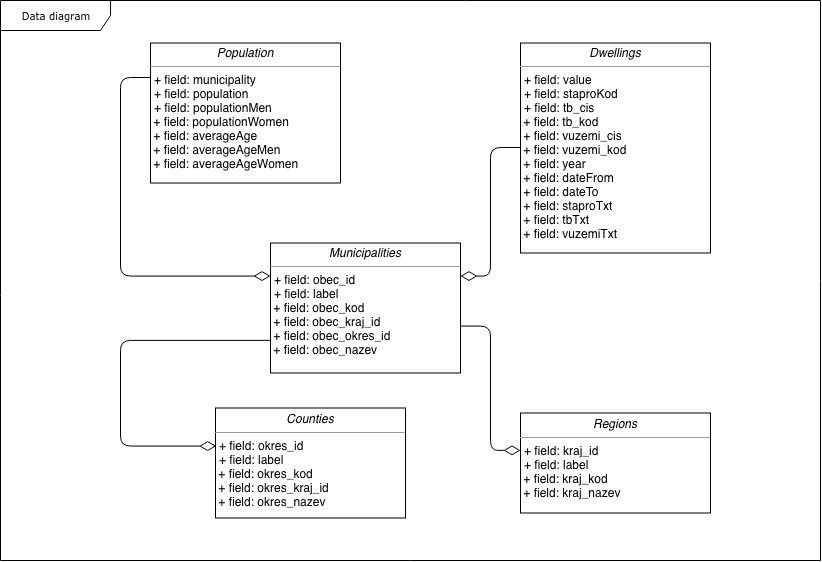 Data diagram
Population
+ field: municipality
+ field: population
+ field: populationMen
+ field: populationWomen
+ field: averageAge
+ field: averageAgeMen
+ field: averageAgeWomen
Dwellings
+ field: value
+ field: staproKod
+ field: tb_cis
+ field: tb_kod
+ field: vuzemi_cis
+ field: vuzemi_kod
+ field: year
+ field: dateFrom
+ field: dateTo
+ field: staproTxt
+ field: tbTxt
+ field: vuzemiTxt
Municipalities
+ field: obec_id
+ field: label
+ field: obec_kod
+ field: obec_kraj_id
+ field: obec_okres_id
+ field: obec_nazev
Counties
+ field: okres_id
+ field: label
+ field: okres_kod
+ field: okres_kraj_id
+ field: okres_nazev
Regions
+ field: kraj_id
+ field: label
+ field: kraj_kod
+ field: kraj_nazev